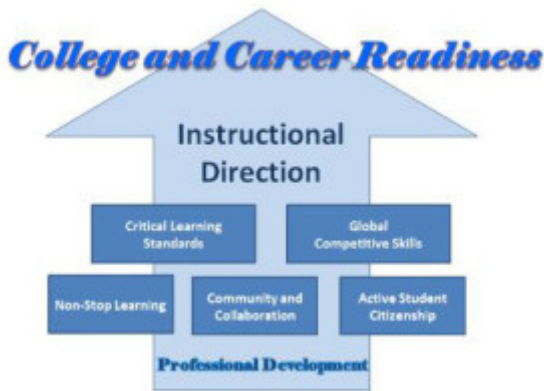 College and Career Readiness
Instructional
Direction
Critical Learning
Standards
Global
Competitive Skills
Non-Stop Learning
Community and
Collaboration
Active Student
Citizenship
Professional Development